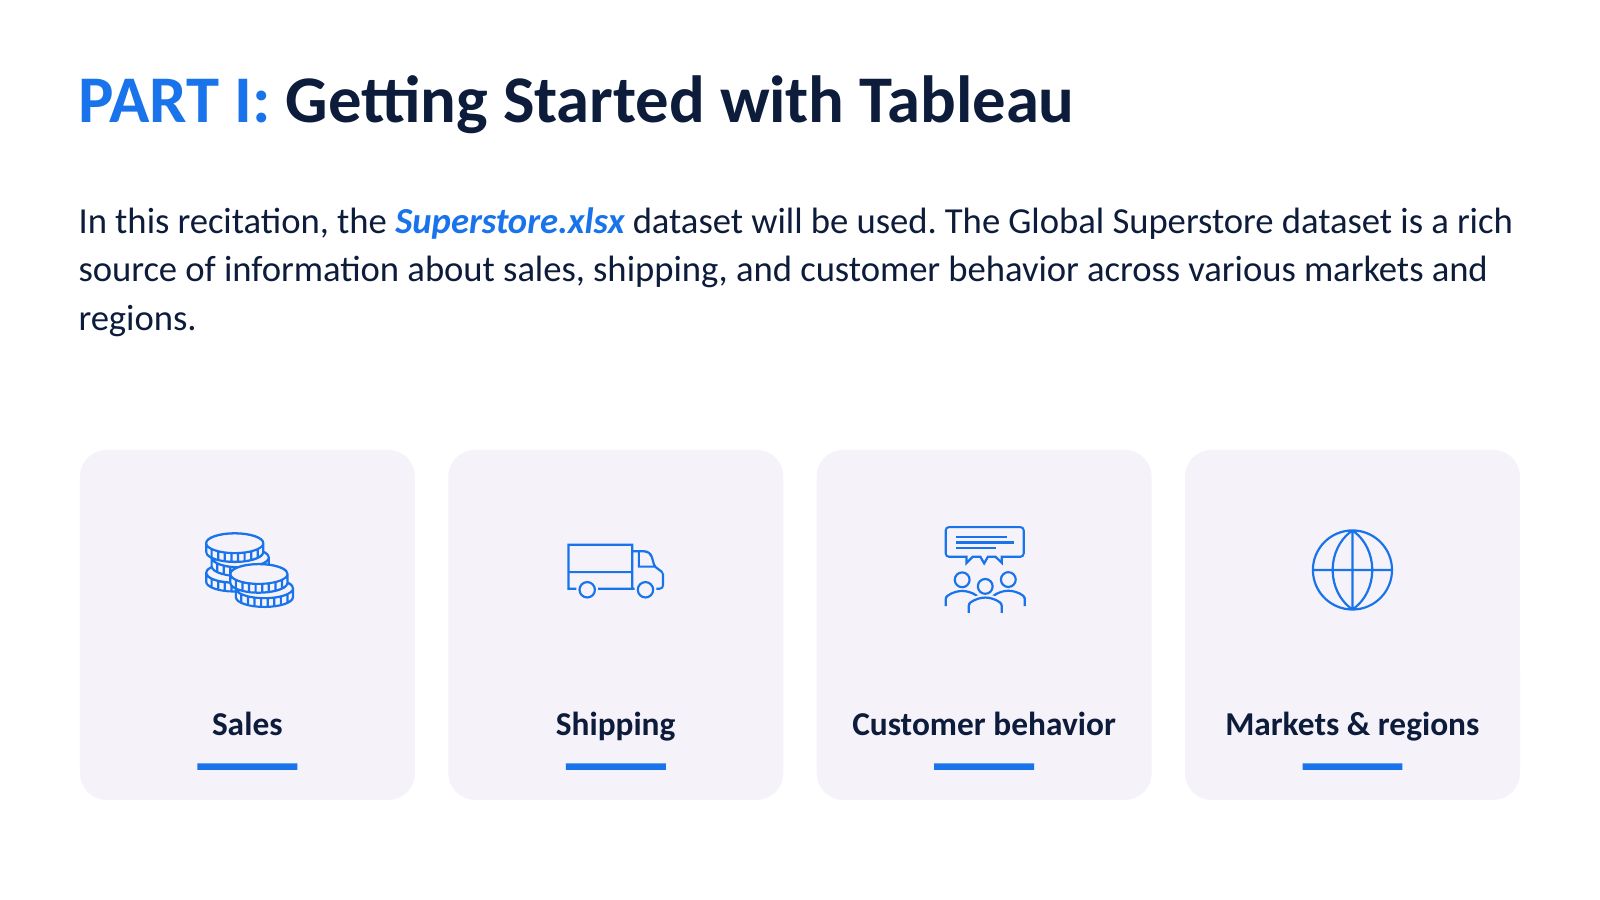 PART I: Getting Started with Tableau
In this recitation, the Superstore.xlsx dataset will be used. The Global Superstore dataset is a rich
source of information about sales, shipping, and customer behavior across various markets and
regions.
Sales
Shipping
Customer behavior
Markets & regions